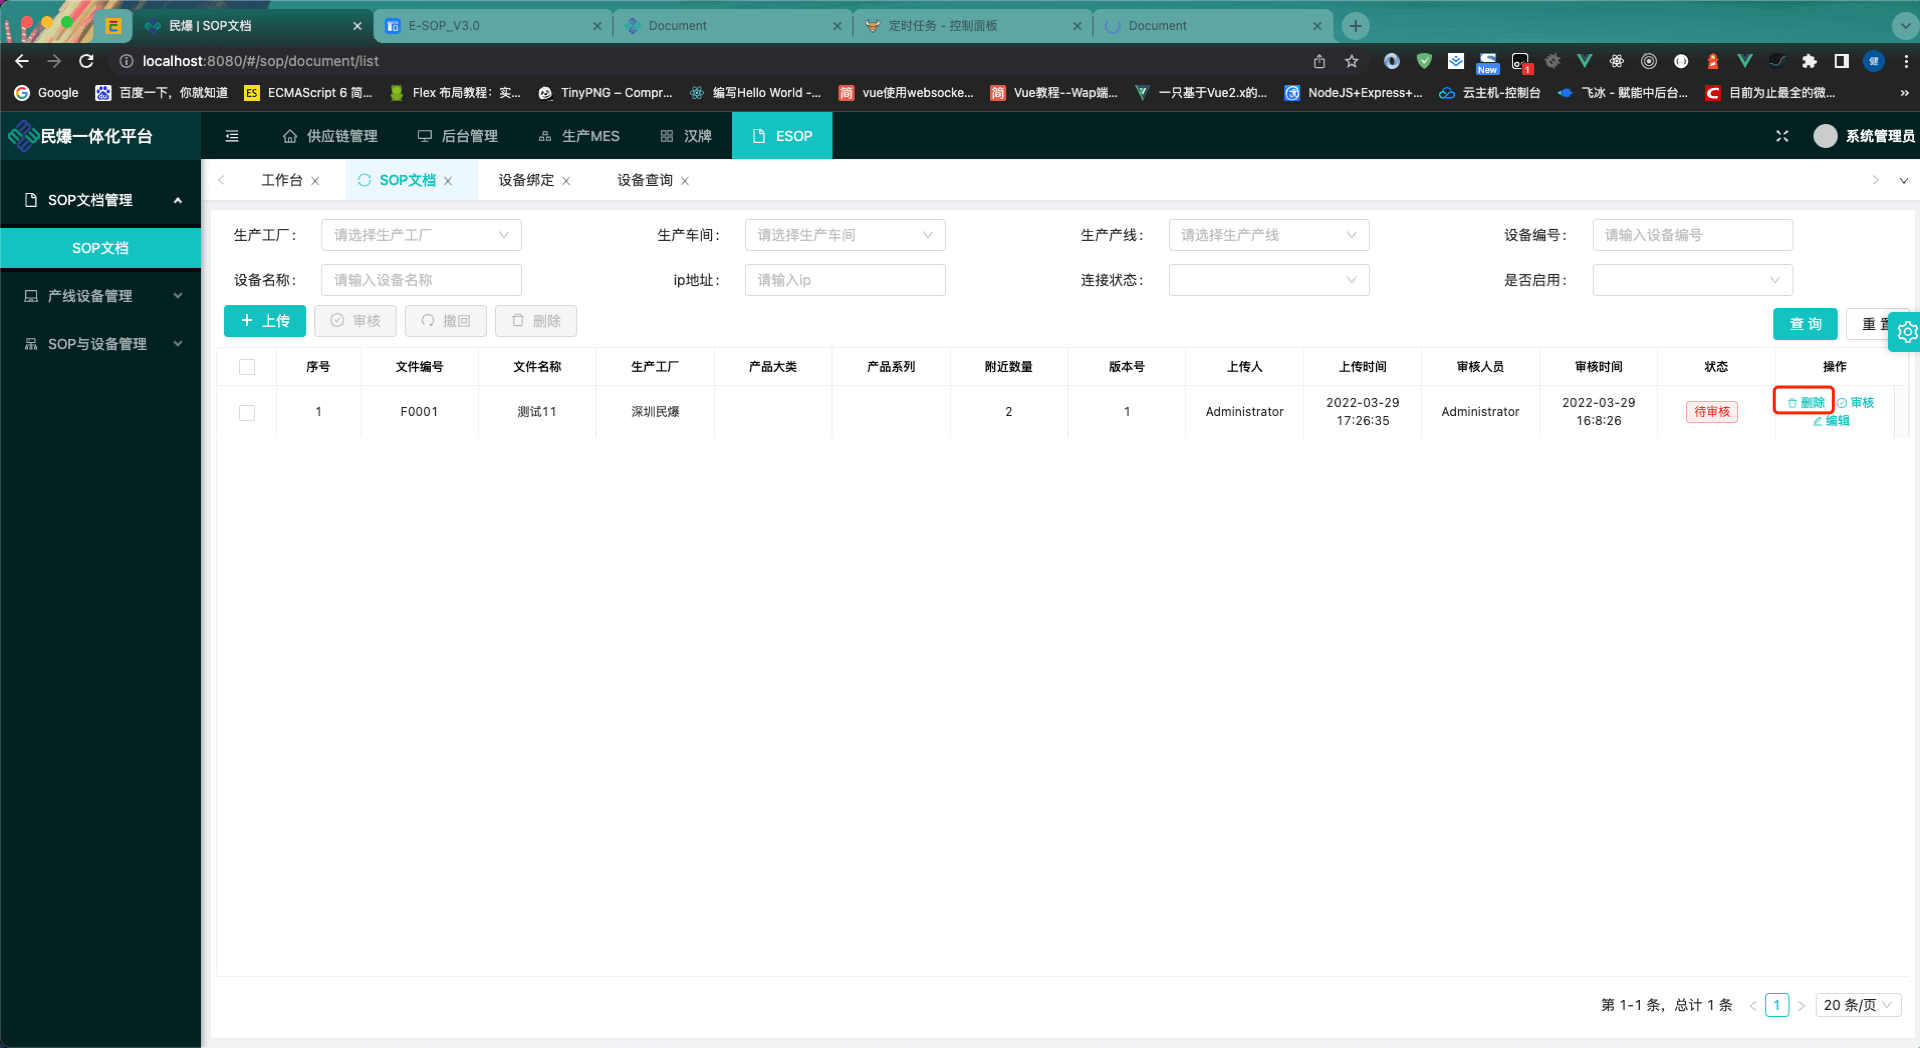 民爆 | SOP文档
E-SOP_V3.0
Document
定时任务 - 控制面板
Document
localhost:8080/#/sop/document/list
New
1
健
Google
百度一下，你就知道
ES ECMAScript 6 简...
Flex 布局教程：实...
TinyPNG – Compr...
编写Hello World -...
简 vue使用websocke...
简 Vue教程--Wap端...
一只基于Vue2.x的...
NodeJS+Express+...
云主机-控制台
飞冰 - 赋能中后台...
C 目前为止最全的微...
»
民爆一体化平台
供应链管理
后台管理
生产MES
汉牌
ESOP
系统管理员
SOP文档管理
SOP文档
产线设备管理
SOP与设备管理
工作台
SOP文档
设备绑定
设备查询
生产工厂： 请选择生产工厂
生产车间： 请选择生产车间
生产产线： 请选择生产产线
设备编号： 请输入设备编号
设备名称： 请输入设备名称
ip地址： 请输入ip
连接状态：
是否启用：
+ 上传
审核
撤回
删除
查 询
重 置
序号 文件编号 文件名称 生产工厂 产品大类 产品系列 附近数量 版本号 上传人 上传时间 审核人员 审核时间 状态 操作
1 F0001 测试11 深圳民爆 2 1 Administrator 2022-03-29 17:26:35 Administrator 2022-03-29 16:8:26 待审核 删除 审核
编辑
第 1-1 条，总计 1 条 < 1 > 20 条/页